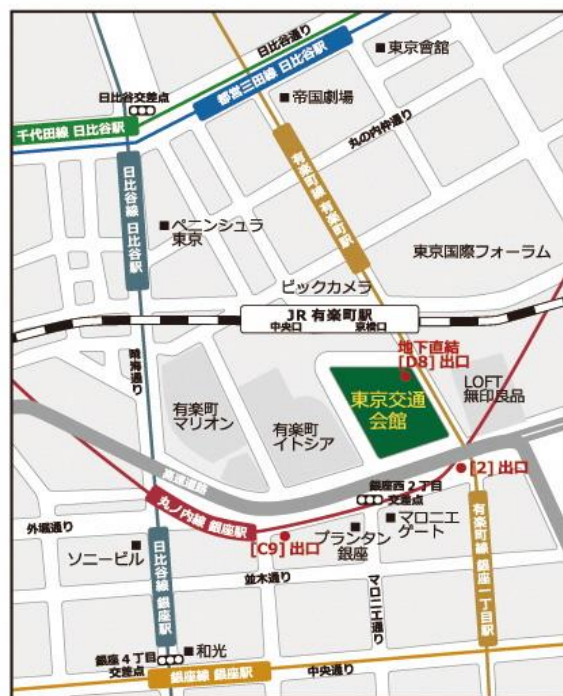 日比谷通り
東京會館
日比谷交差点
都営三田線 日比谷駅
帝国劇場
千代田線 日比谷駅
丸の内仲通り
日比谷線 日比谷駅
有楽町線 有楽町駅
ペニンシュラ
東京
東京国際フォーラム
ビックカメラ
JR 有楽町駅
中央口
京橋口
晴海通り
地下直結
[D8] 出口
LOFT
無印良品
東京交通
会館
有楽町
マリオン
有楽町
イトシア
高速道路
[2] 出口
銀座西2丁目
交差点
丸ノ内線 銀座駅
外堀通り
マロニエ
ゲート
プランタン
銀座
[C9] 出口
ソニービル
日比谷線 銀座駅
有楽町線 銀座一丁目駅
並木通り
マロニエ通り
和光
銀座4丁目
交差点
中央通り
銀座線 銀座駅